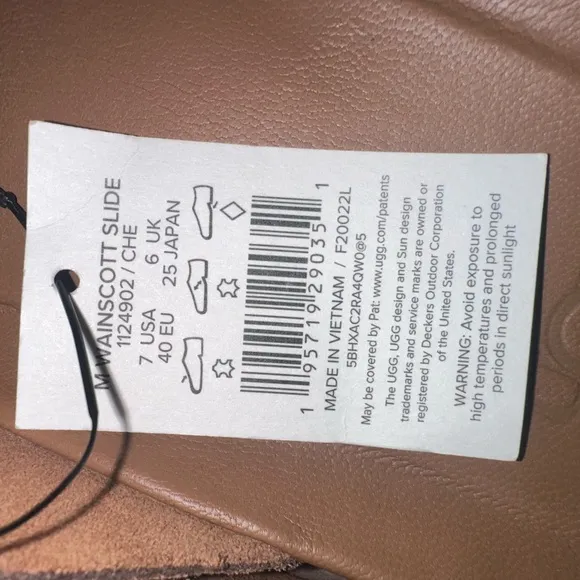 M WAINSCOTT SLIDE
1124902 / CHE
7 USA 6 UK
40 EU 25 JAPAN
1 95719 29035 1
MADE IN VIETNAM // F20022L
5BHXAC2RA4QW0@5
May be covered by Pat: www.ugg.com/patents
The UGG, UGG design and Sun design
trademarks and service marks are owned or
registered by Deckers Outdoor Corporation
of the United States.
WARNING: Avoid exposure to
high temperatures and prolonged
periods in direct sunlight